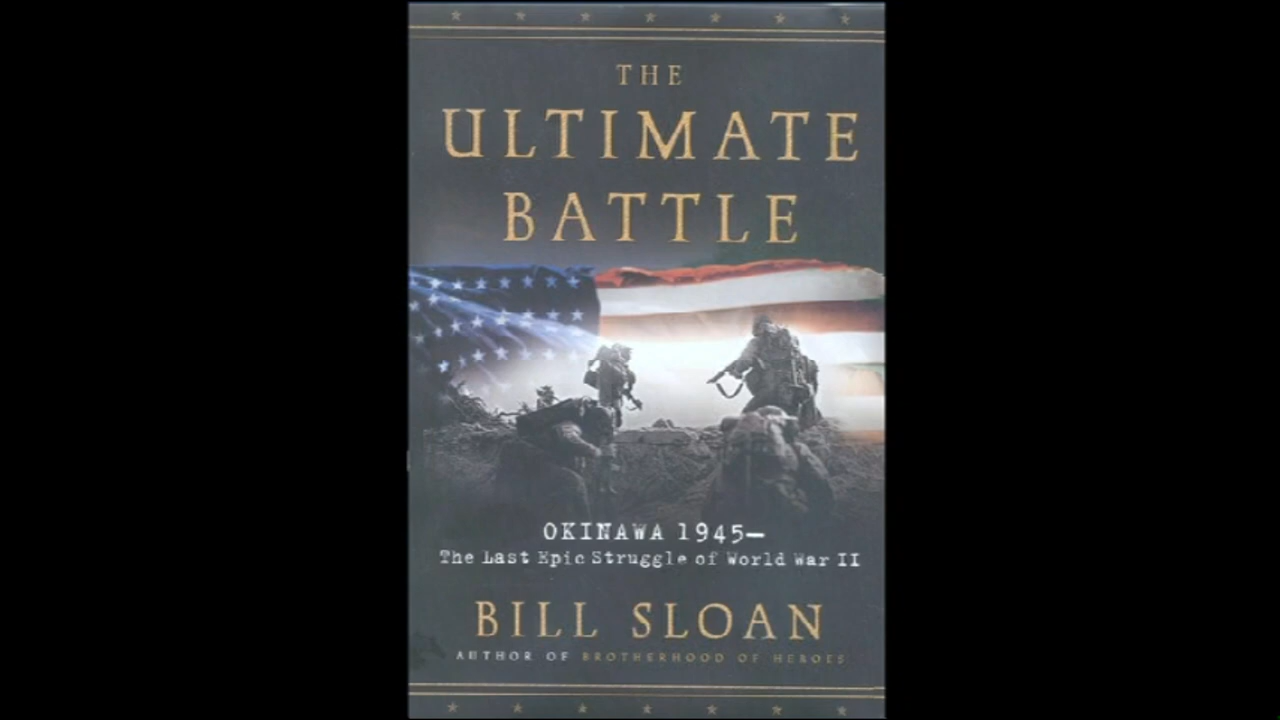 THE
ULTIMATE
BATTLE
OKINAWA 1945—
The Last Epic Struggle of World War II
BILL SLOAN
AUTHOR OF BROTHERHOOD OF HEROES